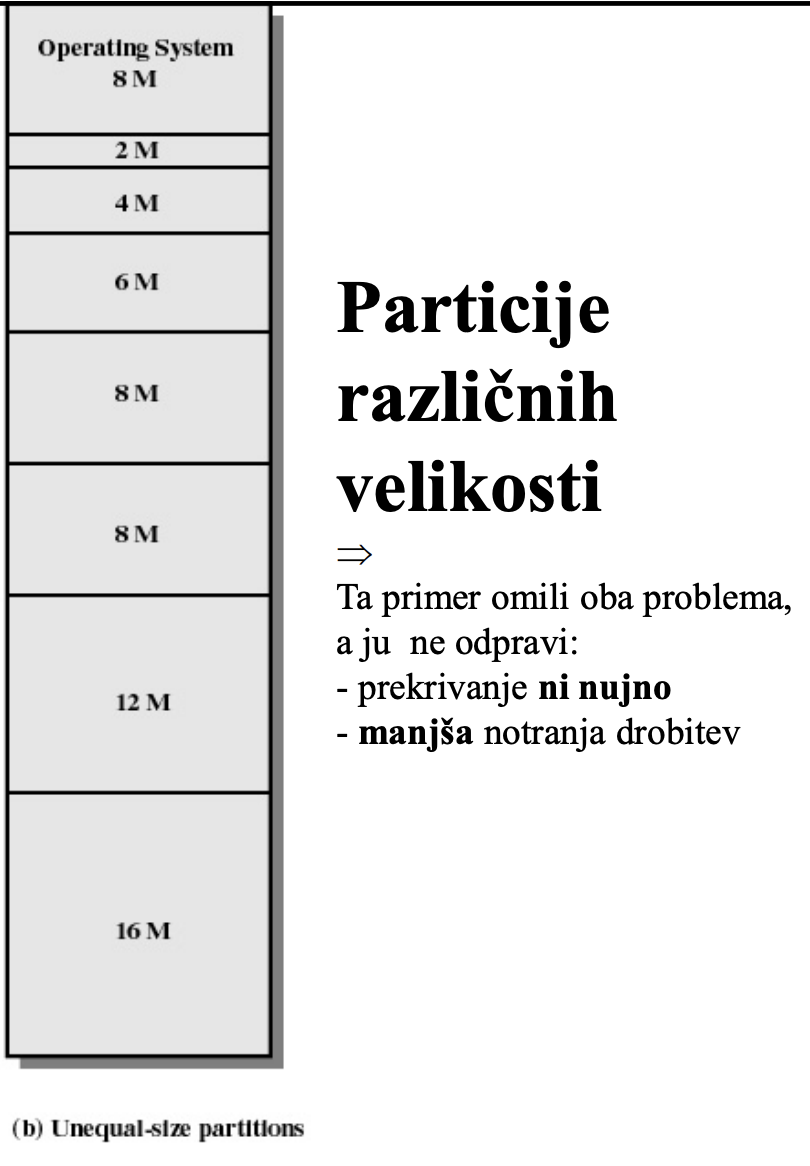 Operating System
8 M
2 M
4 M
6 M
8 M
8 M
12 M
16 M
(b) Unequal-size partitions
Particije
različnih
velikosti
⇒
Ta primer omili oba problema,
a ju ne odpravi:
- prekrivanje ni nujno
- manjša notranja drobitev